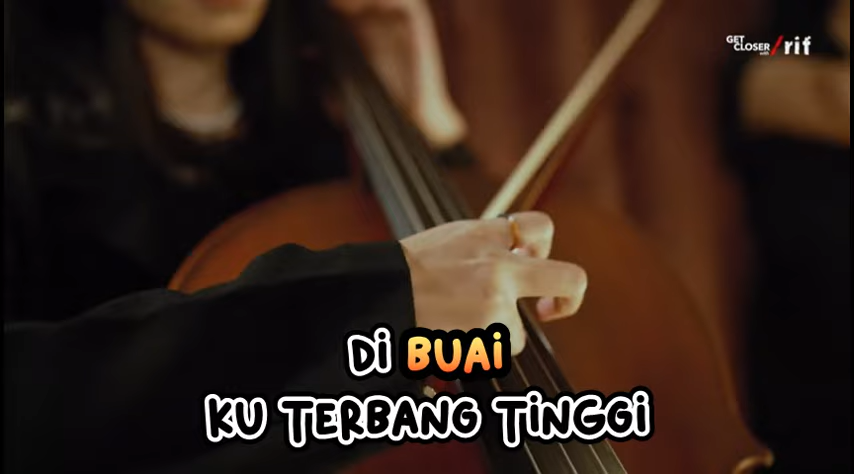 GET
CLOSER
with /rif
Di BUAi
KU TERBANG TiNGGi